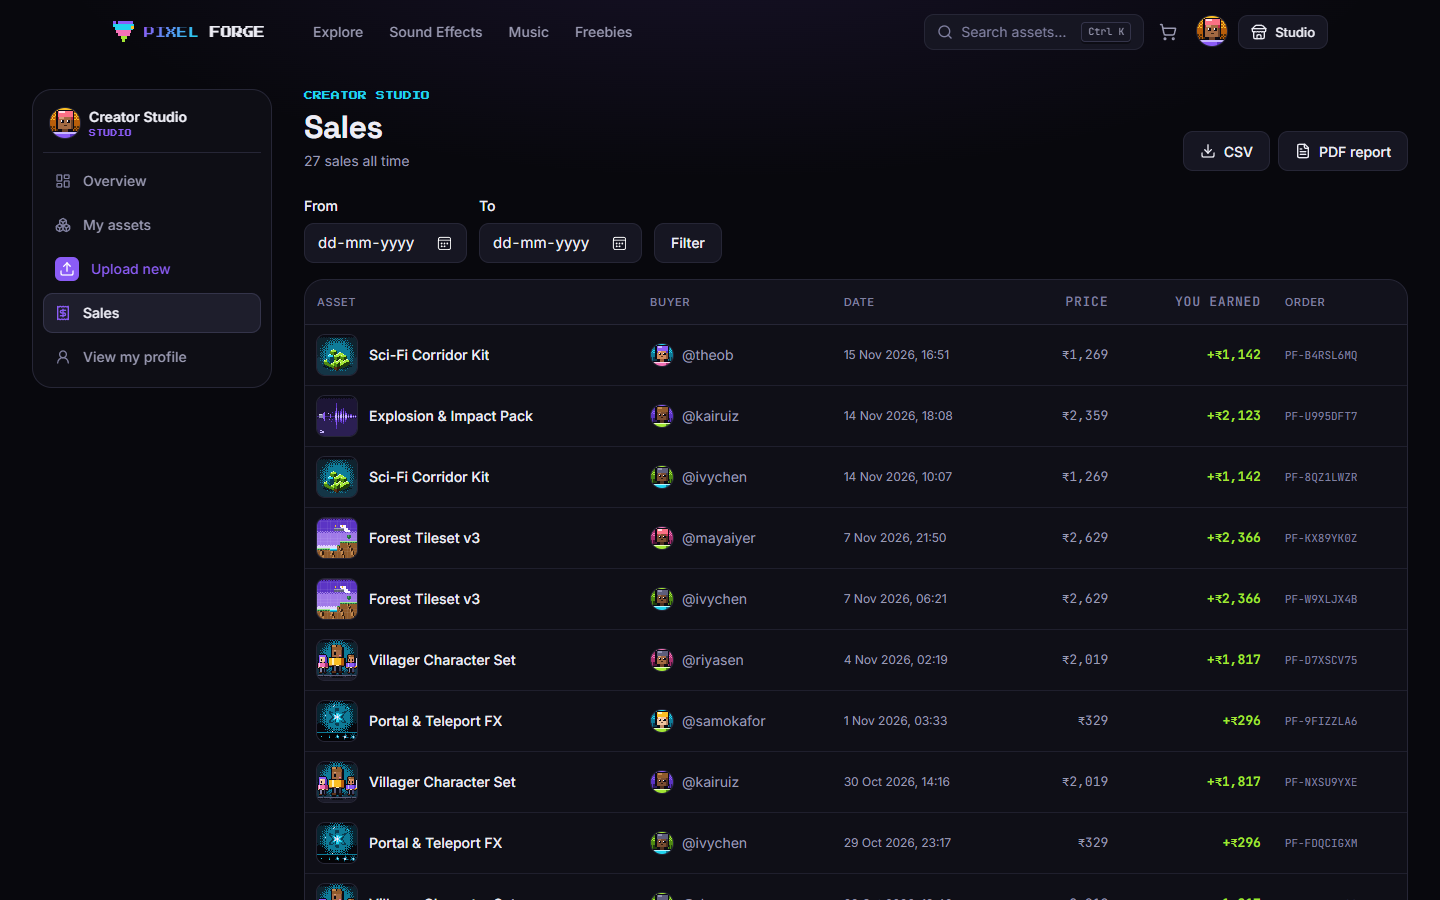 PIXEL FORGE
Explore
Sound Effects
Music
Freebies
Search assets...
Ctrl K
Studio
Creator Studio
STUDIO
Overview
My assets
Upload new
Sales
View my profile
CREATOR STUDIO
Sales
27 sales all time
CSV
PDF report
From
To
dd-mm-yyyy
dd-mm-yyyy
Filter
ASSET BUYER DATE PRICE YOU EARNED ORDER
Sci-Fi Corridor Kit @theob 15 Nov 2026, 16:51 ₹1,269 +₹1,142 PF-B4RSL6MQ
Explosion & Impact Pack @kairuiz 14 Nov 2026, 18:08 ₹2,359 +₹2,123 PF-U995DFT7
Sci-Fi Corridor Kit @ivychen 14 Nov 2026, 10:07 ₹1,269 +₹1,142 PF-8QZ1LWZR
Forest Tileset v3 @mayaiyer 7 Nov 2026, 21:50 ₹2,629 +₹2,366 PF-KX89YK0Z
Forest Tileset v3 @ivychen 7 Nov 2026, 06:21 ₹2,629 +₹2,366 PF-W9XLJX4B
Villager Character Set @riyasen 4 Nov 2026, 02:19 ₹2,019 +₹1,817 PF-D7XSCV75
Portal & Teleport FX @samokafor 1 Nov 2026, 03:33 ₹329 +₹296 PF-9FIZZLA6
Villager Character Set @kairuiz 30 Oct 2026, 14:16 ₹2,019 +₹1,817 PF-NXSU9YXE
Portal & Teleport FX @ivychen 29 Oct 2026, 23:17 ₹329 +₹296 PF-FDQCIGXM